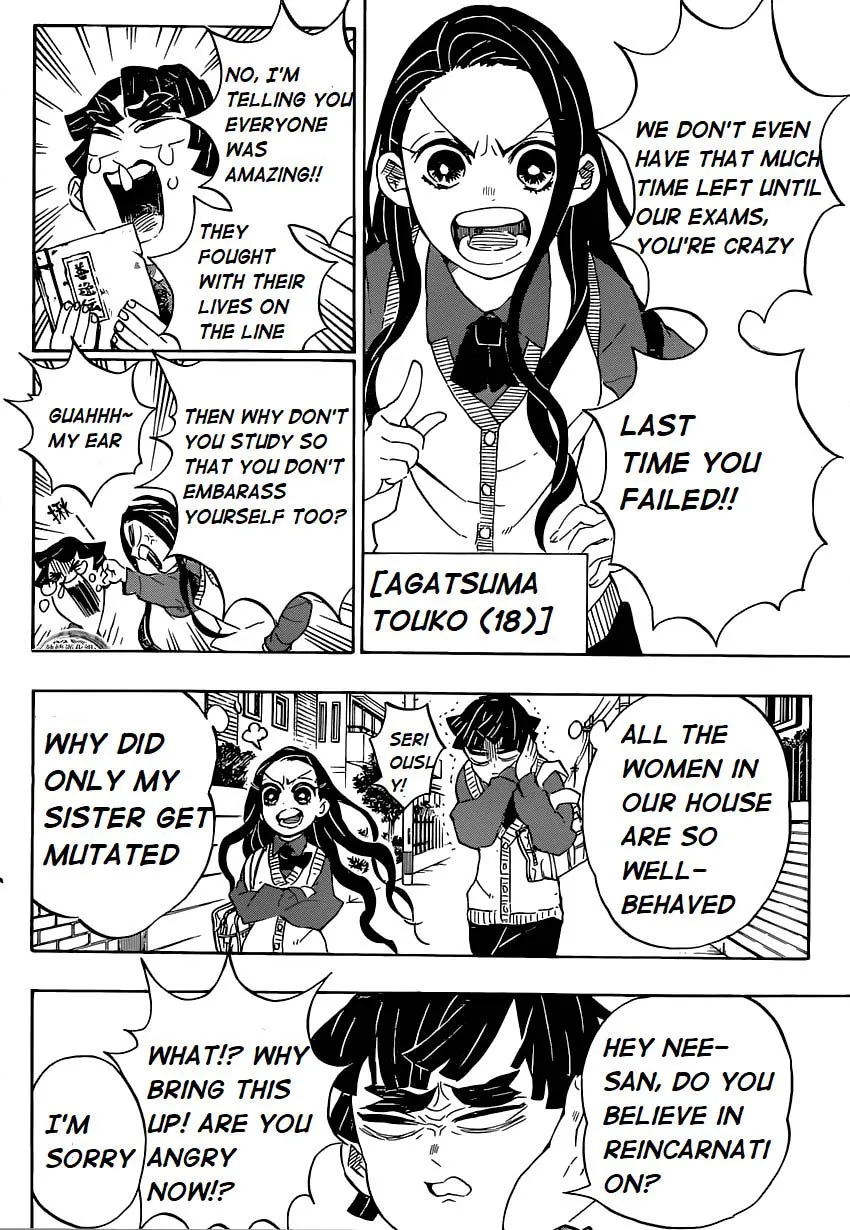 WE DON'T EVEN
HAVE THAT MUCH
TIME LEFT UNTIL
OUR EXAMS,
YOU'RE CRAZY
LAST
TIME YOU
FAILED!!
[AGATSUMA
TOUKO (18)]
NO, I'M
TELLING YOU
EVERYONE
WAS
AMAZING!!
THEY
FOUGHT
WITH THEIR
LIVES ON
THE LINE
善逸伝
THEN WHY DON'T
YOU STUDY SO
THAT YOU DON'T
EMBARASS
YOURSELF TOO?
GUAHHH~
MY EAR
ALL THE
WOMEN IN
OUR HOUSE
ARE SO
WELL-
BEHAVED
SERI
OUSL
Y!
WHY DID
ONLY MY
SISTER GET
MUTATED
HEY NEE-
SAN, DO YOU
BELIEVE IN
REINCARNATI
ON?
WHAT!? WHY
BRING THIS
UP! ARE YOU
ANGRY
NOW!?
I'M
SORRY